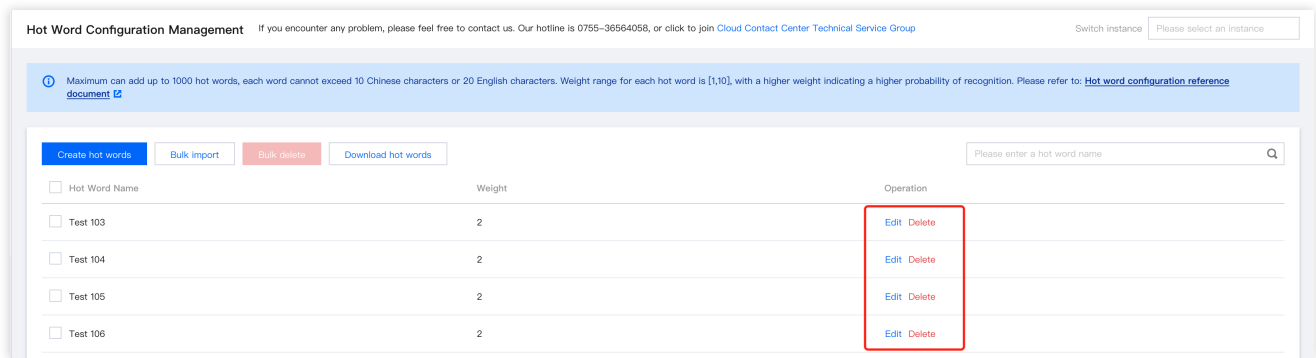 Hot Word Configuration Management If you encounter any problem, please feel free to contact us. Our hotline is 0755-36564058, or click to join Cloud Contact Center Technical Service Group Switch instance Please select an instance
Maximum can add up to 1000 hot words, each word cannot exceed 10 Chinese characters or 20 English characters. Weight range for each hot word is [1,10], with a higher weight indicating a higher probability of recognition. Please refer to: Hot word configuration reference
document
Create hot words Bulk import Bulk delete Download hot words Please enter a hot word name
Hot Word Name Weight Operation
Test 103 2 Edit Delete
Test 104 2 Edit Delete
Test 105 2 Edit Delete
Test 106 2 Edit Delete